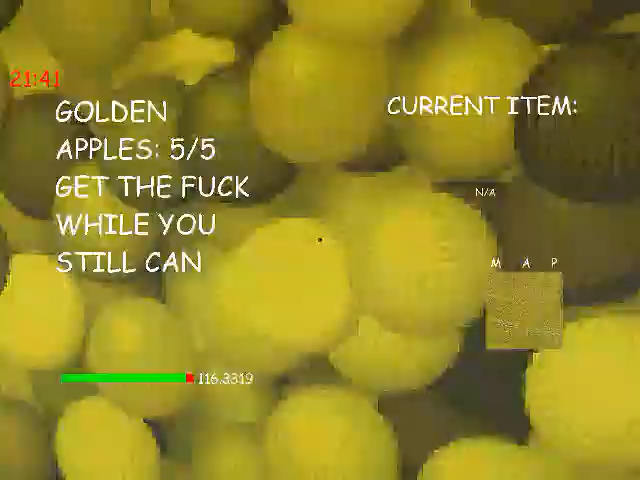 21:41
GOLDEN
APPLES: 5/5
GET THE FUCK
WHILE YOU
STILL CAN
CURRENT ITEM:
N/A
M A P
116.3319